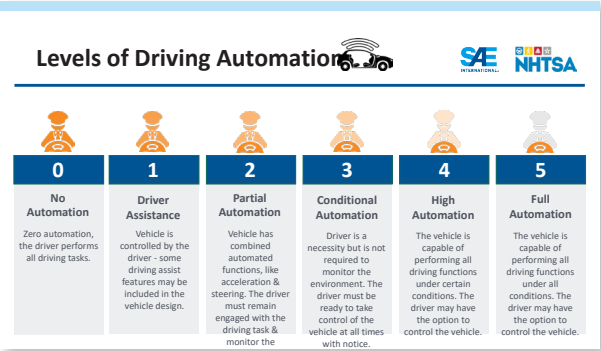 Levels of Driving Automation
SAE
INTERNATIONAL
NHTSA
0
1
2
3
4
5
No
Automation
Zero automation,
the driver performs
all driving tasks.
Driver
Assistance
Vehicle is
controlled by the
driver - some
driving assist
features may be
included in the
vehicle design.
Partial
Automation
Vehicle has
combined
automated
functions, like
acceleration &
steering. The driver
must remain
engaged with the
driving task &
monitor the
Conditional
Automation
Driver is a
necessity but is not
required to
monitor the
environment. The
driver must be
ready to take
control of the
vehicle at all times
with notice.
High
Automation
The vehicle is
capable of
performing all
driving functions
under certain
conditions. The
driver may have
the option to
control the vehicle.
Full
Automation
The vehicle is
capable of
performing all
driving functions
under all
conditions. The
driver may have
the option to
control the vehicle.